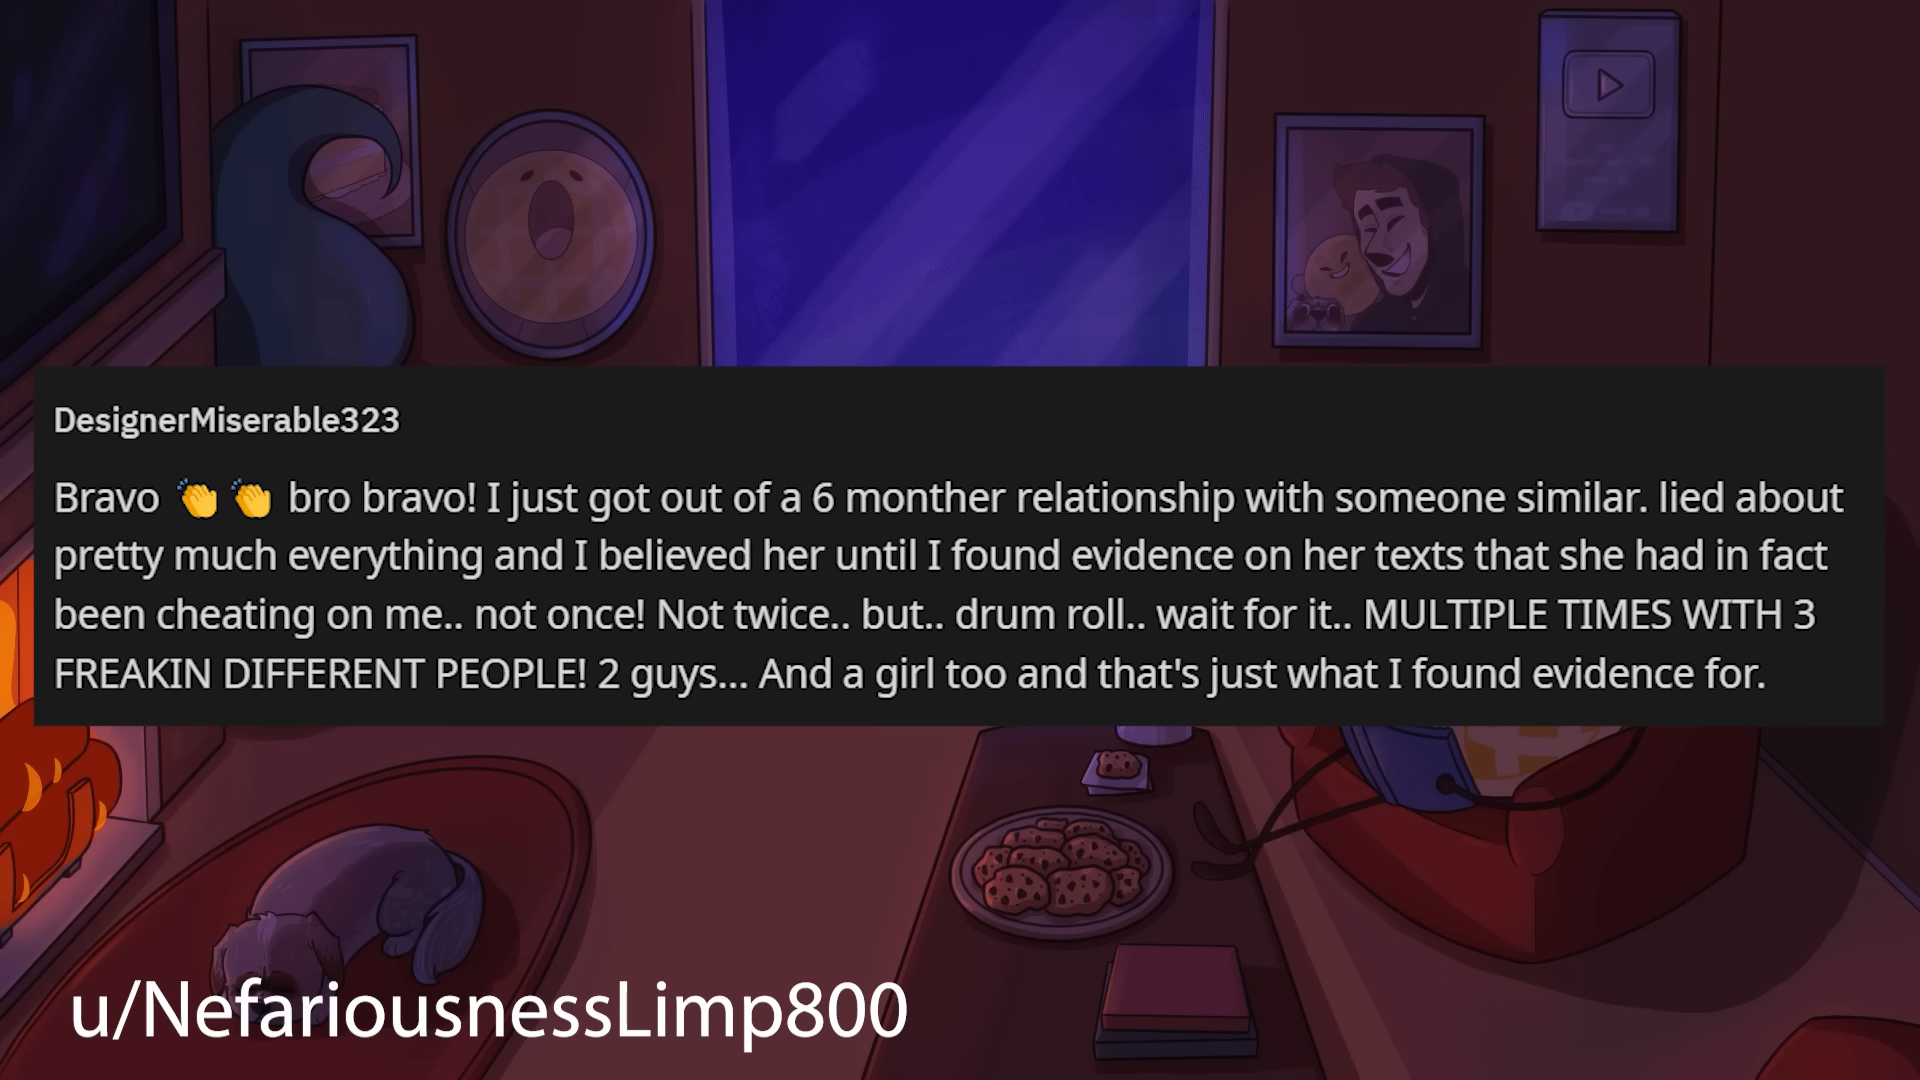 DesignerMiserable323
Bravo 👏 👏 bro bravo! I just got out of a 6 monther relationship with someone similar. lied about
pretty much everything and I believed her until I found evidence on her texts that she had in fact
been cheating on me.. not once! Not twice.. but.. drum roll.. wait for it.. MULTIPLE TIMES WITH 3
FREAKIN DIFFERENT PEOPLE! 2 guys... And a girl too and that's just what I found evidence for.
u/NefariousnessLimp800